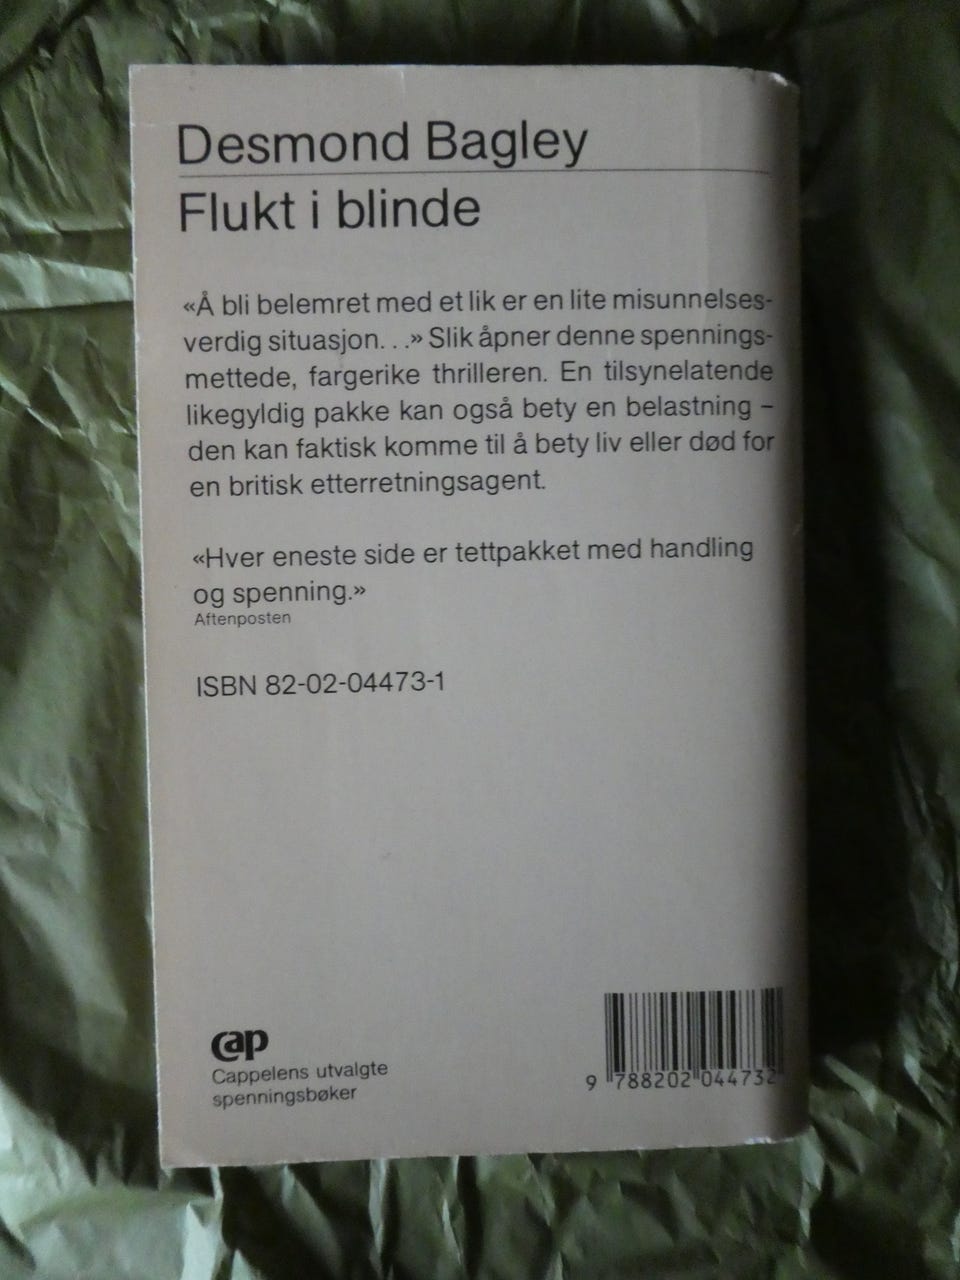 Desmond Bagley
Flukt i blinde
«Å bli belemret med et lik er en lite misunnelses-
verdig situasjon. . .» Slik åpner denne spennings-
mettede, fargerike thrilleren. En tilsynelatende
likegyldig pakke kan også bety en belastning –
den kan faktisk komme til å bety liv eller død for
en britisk etterretningsagent.
«Hver eneste side er tettpakket med handling
og spenning.»
Aftenposten
ISBN 82-02-04473-1
cap
Cappelens utvalgte
spenningsbøker
9 788202 044732